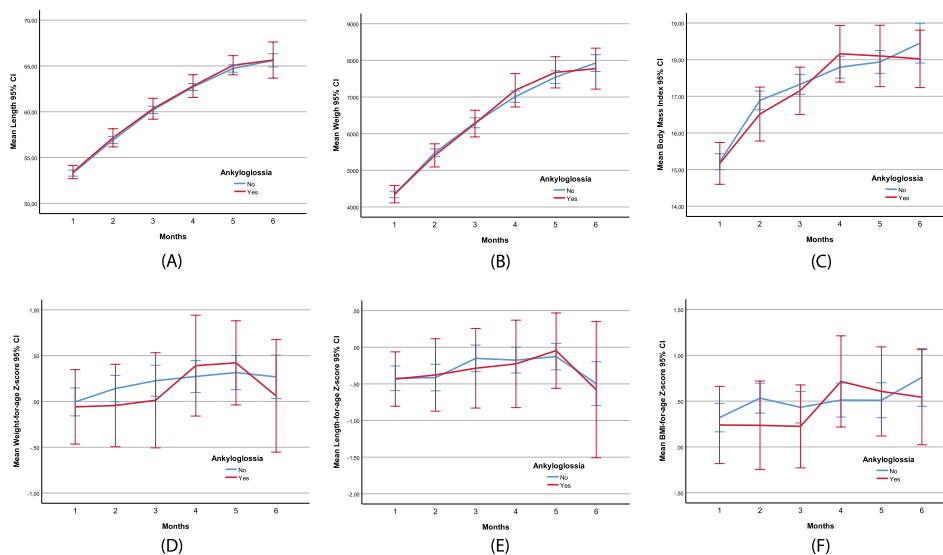 70,00
65,00
60,00
55,00
50,00
Mean Length 95% CI
Ankyloglossia
No
Yes
1 2 3 4 5 6
Months
(A)
8000
7000
6000
5000
4000
Mean Weigh 95% CI
Ankyloglossia
No
Yes
1 2 3 4 5 6
Months
(B)
19,00
18,00
17,00
16,00
15,00
14,00
Mean Body Mass Index 95% CI
Ankyloglossia
No
Yes
1 2 3 4 5 6
Months
(C)
1,00
,50
,00
-,50
-1,00
Mean Weight-for-age Z-score 95% CI
Ankyloglossia
No
Yes
1 2 3 4 5 6
Months
(D)
,50
,00
-,50
-1,00
-1,50
-2,00
Mean Length-for-age Z-score 95% CI
Ankyloglossia
No
Yes
1 2 3 4 5 6
Months
(E)
1,50
1,00
,50
,00
-,50
Mean BMI-for-age Z-score 95% CI
Ankyloglossia
No
Yes
1 2 3 4 5 6
Months
(F)